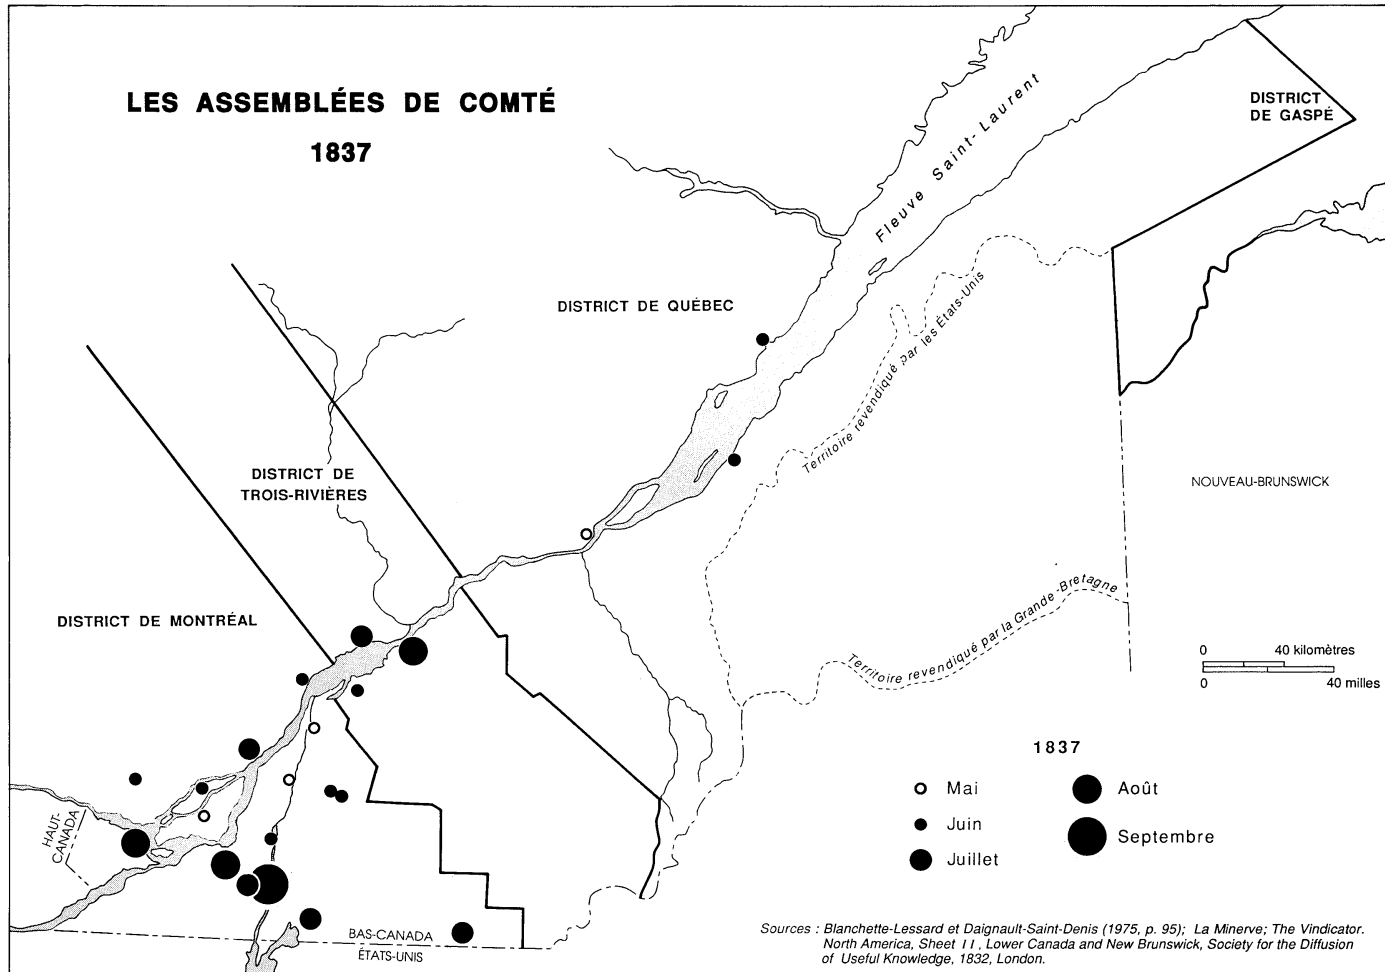 LES ASSEMBLÉES DE COMTÉ
1837
DISTRICT
DE GASPÉ
Fleuve Saint-Laurent
DISTRICT DE QUÉBEC
Territoire revendiqué par les États-Unis
DISTRICT DE
TROIS-RIVIÈRES
NOUVEAU-BRUNSWICK
DISTRICT DE MONTRÉAL
Territoire revendiqué par la Grande-Bretagne
0 40 kilomètres
0 40 milles
HAUT-
CANADA
BAS-CANADA
ÉTATS-UNIS
1837
Mai
Juin
Juillet
Août
Septembre
Sources : Blanchette-Lessard et Daignault-Saint-Denis (1975, p. 95); La Minerve; The Vindicator.
North America, Sheet II, Lower Canada and New Brunswick, Society for the Diffusion
of Useful Knowledge, 1832, London.